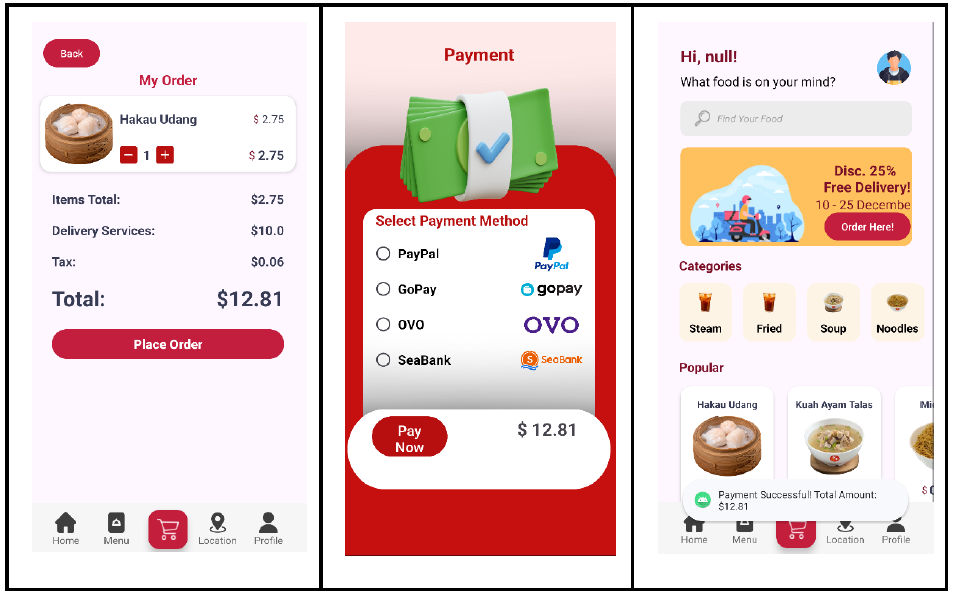 Back
My Order
Hakau Udang $ 2.75
− 1 + $ 2.75
Items Total: $2.75
Delivery Services: $10.0
Tax: $0.06
Total: $12.81
Place Order
Home Menu Location Profile
Payment
Select Payment Method
PayPal PayPal
GoPay gopay
OVO OVO
SeaBank S SeaBank
Pay
Now
$ 12.81
Hi, null!
What food is on your mind?
Find Your Food
Disc. 25%
Free Delivery!
10 - 25 Decembe
Order Here!
Categories
Steam Fried Soup Noodles
Popular
Hakau Udang Kuah Ayam Talas Mi
$
Payment Successful! Total Amount:
$12.81
Home Menu Location Profile